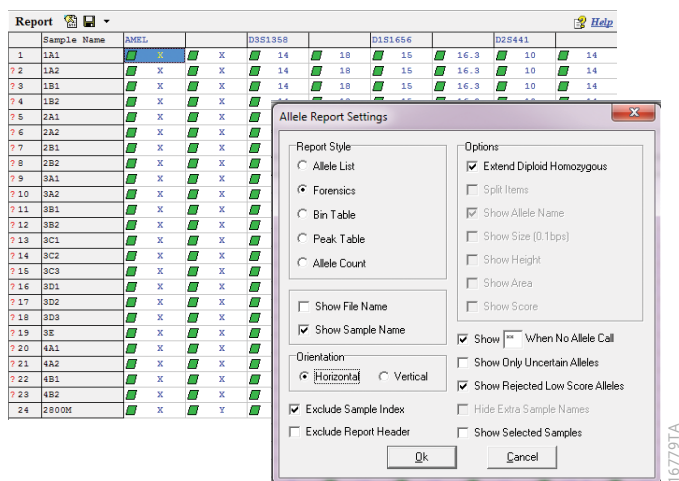 Report Help
Sample Name AMEL D3S1358 D1S1656 D2S441
1 1A1 X X 14 18 15 16.3 10 14
? 2 1A2 X X 14 18 15 16.3 10 14
? 3 1B1 X X 14 18 15 16.3 10 14
? 4 1B2 X X
? 5 2A1 X X
? 6 2A2 X X
? 7 2B1 X X
? 8 2B2 X X
? 9 3A1 X X
? 10 3A2 X X
? 11 3B1 X X
? 12 3B2 X X
? 13 3C1 X X
? 14 3C2 X X
? 15 3C3 X X
? 16 3D1 X X
? 17 3D2 X X
? 18 3D3 X X
? 19 3E X X
? 20 4A1 X X
? 21 4A2 X X
? 22 4B1 X X
? 23 4B2 X X
24 2800M X Y
Allele Report Settings
Report Style
Allele List
Forensics
Bin Table
Peak Table
Allele Count
Show File Name
Show Sample Name
Orientation
Horizontal Vertical
Exclude Sample Index
Exclude Report Header
Options
Extend Diploid Homozygous
Split Items
Show Allele Name
Show Size (0.1bps)
Show Height
Show Area
Show Score
Show ** When No Allele Call
Show Only Uncertain Alleles
Show Rejected Low Score Alleles
Hide Extra Sample Names
Show Selected Samples
Ok Cancel
16779TA